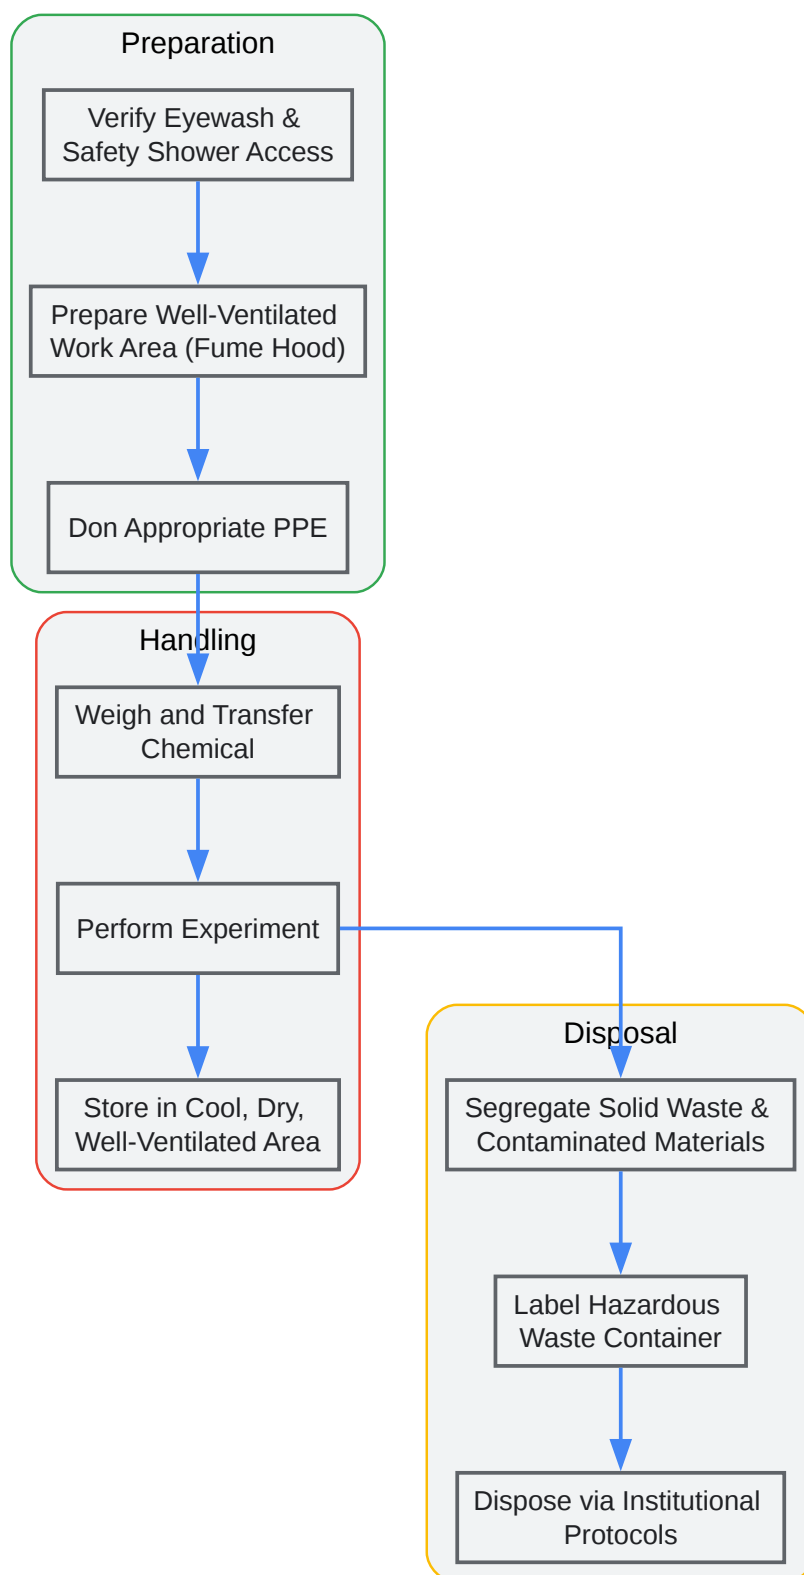 Preparation
Verify Eyewash &
Safety Shower Access
Prepare Well-Ventilated
Work Area (Fume Hood)
Don Appropriate PPE
Handling
Weigh and Transfer
Chemical
Perform Experiment
Store in Cool, Dry,
Well-Ventilated Area
Disposal
Segregate Solid Waste &
Contaminated Materials
Label Hazardous
Waste Container
Dispose via Institutional
Protocols